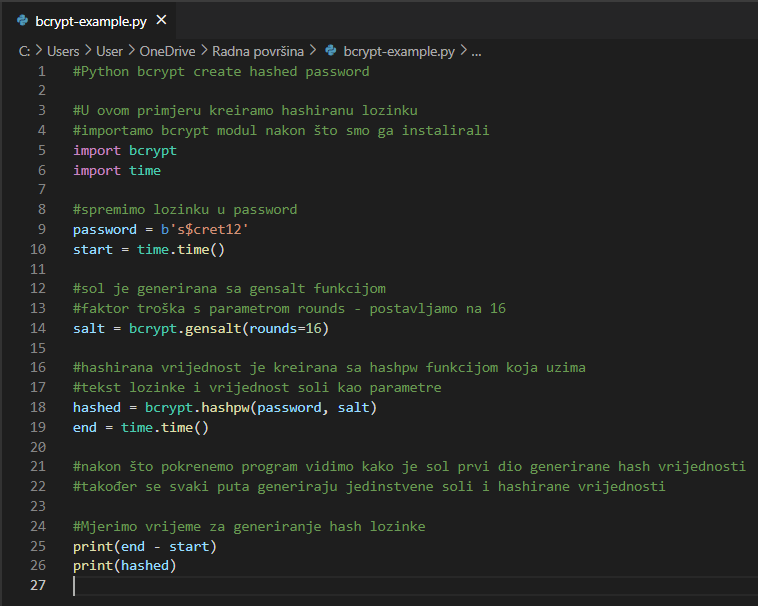 bcrypt-example.py ✕
C: > Users > User > OneDrive > Radna površina > bcrypt-example.py > ...
1 #Python bcrypt create hashed password
2
3 #U ovom primjeru kreiramo hashiranu lozinku
4 #importamo bcrypt modul nakon što smo ga instalirali
5 import bcrypt
6 import time
7
8 #spremimo lozinku u password
9 password = b's$cret12'
10 start = time.time()
11
12 #sol je generirana sa gensalt funkcijom
13 #faktor troška s parametrom rounds - postavljamo na 16
14 salt = bcrypt.gensalt(rounds=16)
15
16 #hashirana vrijednost je kreirana sa hashpw funkcijom koja uzima
17 #tekst lozinke i vrijednost soli kao parametre
18 hashed = bcrypt.hashpw(password, salt)
19 end = time.time()
20
21 #nakon što pokrenemo program vidimo kako je sol prvi dio generirane hash vrijednosti
22 #također se svaki puta generiraju jedinstvene soli i hashirane vrijednosti
23
24 #Mjerimo vrijeme za generiranje hash lozinke
25 print(end - start)
26 print(hashed)
27